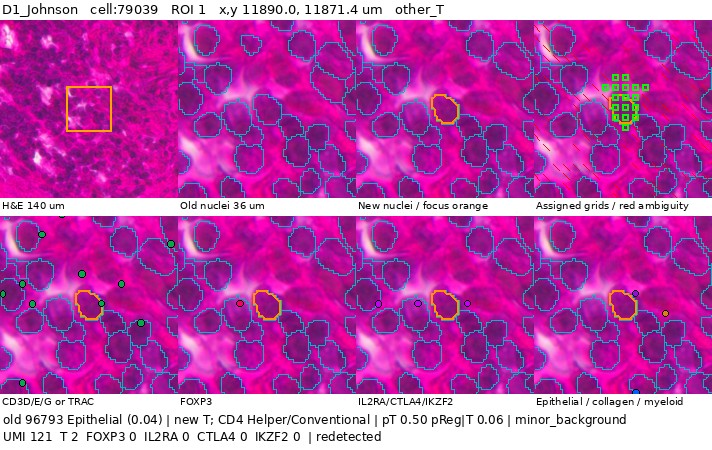 D1_Johnson cell:79039 ROI 1 x,y 11890.0, 11871.4 um other_T
H&E 140 um
Old nuclei 36 um
New nuclei / focus orange
Assigned grids / red ambiguity
CD3D/E/G or TRAC
FOXP3
IL2RA/CTLA4/IKZF2
Epithelial / collagen / myeloid
old 96793 Epithelial (0.04) | new T; CD4 Helper/Conventional | pT 0.50 pReg|T 0.06 | minor_background
UMI 121 T 2 FOXP3 0 IL2RA 0 CTLA4 0 IKZF2 0 | redetected